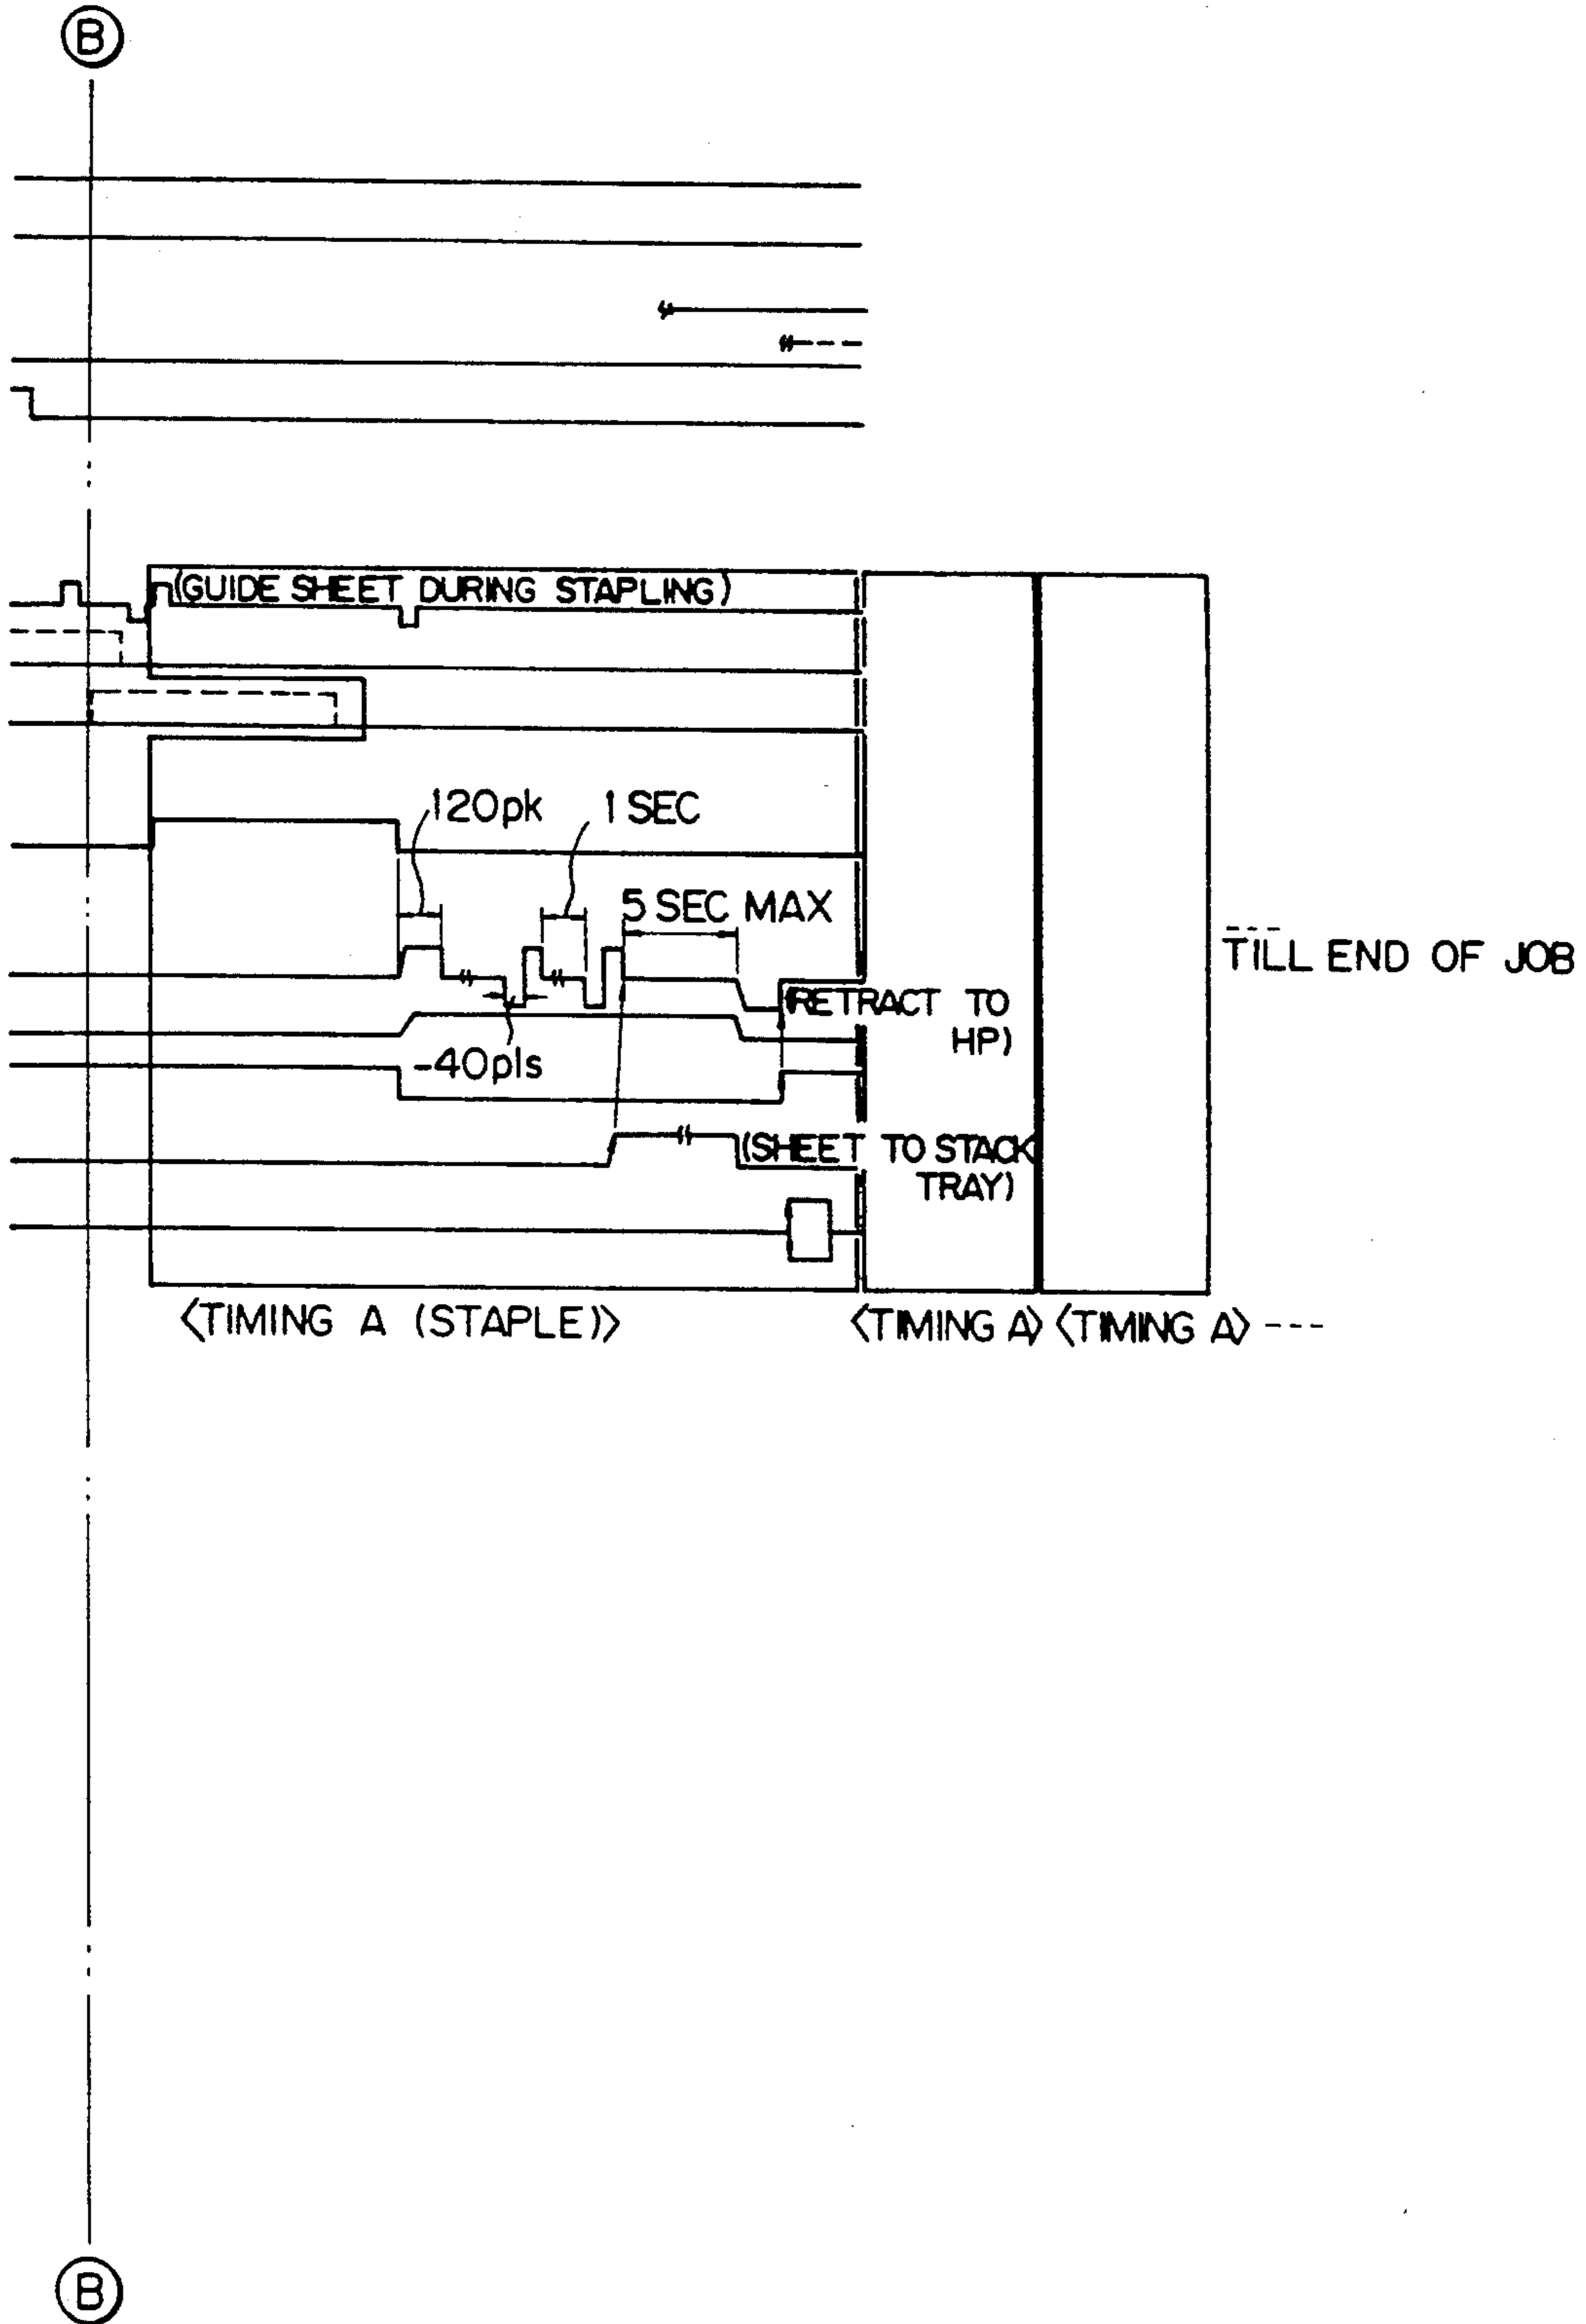 B
(GUIDE SHEET DURING STAPLING)
120pk
1 SEC
5 SEC MAX
TILL END OF JOB
(RETRACT TO
HP)
-40pls
(SHEET TO STACK
TRAY)
<TIMING A (STAPLE)>
<TIMING A>
<TIMING A> ---
B